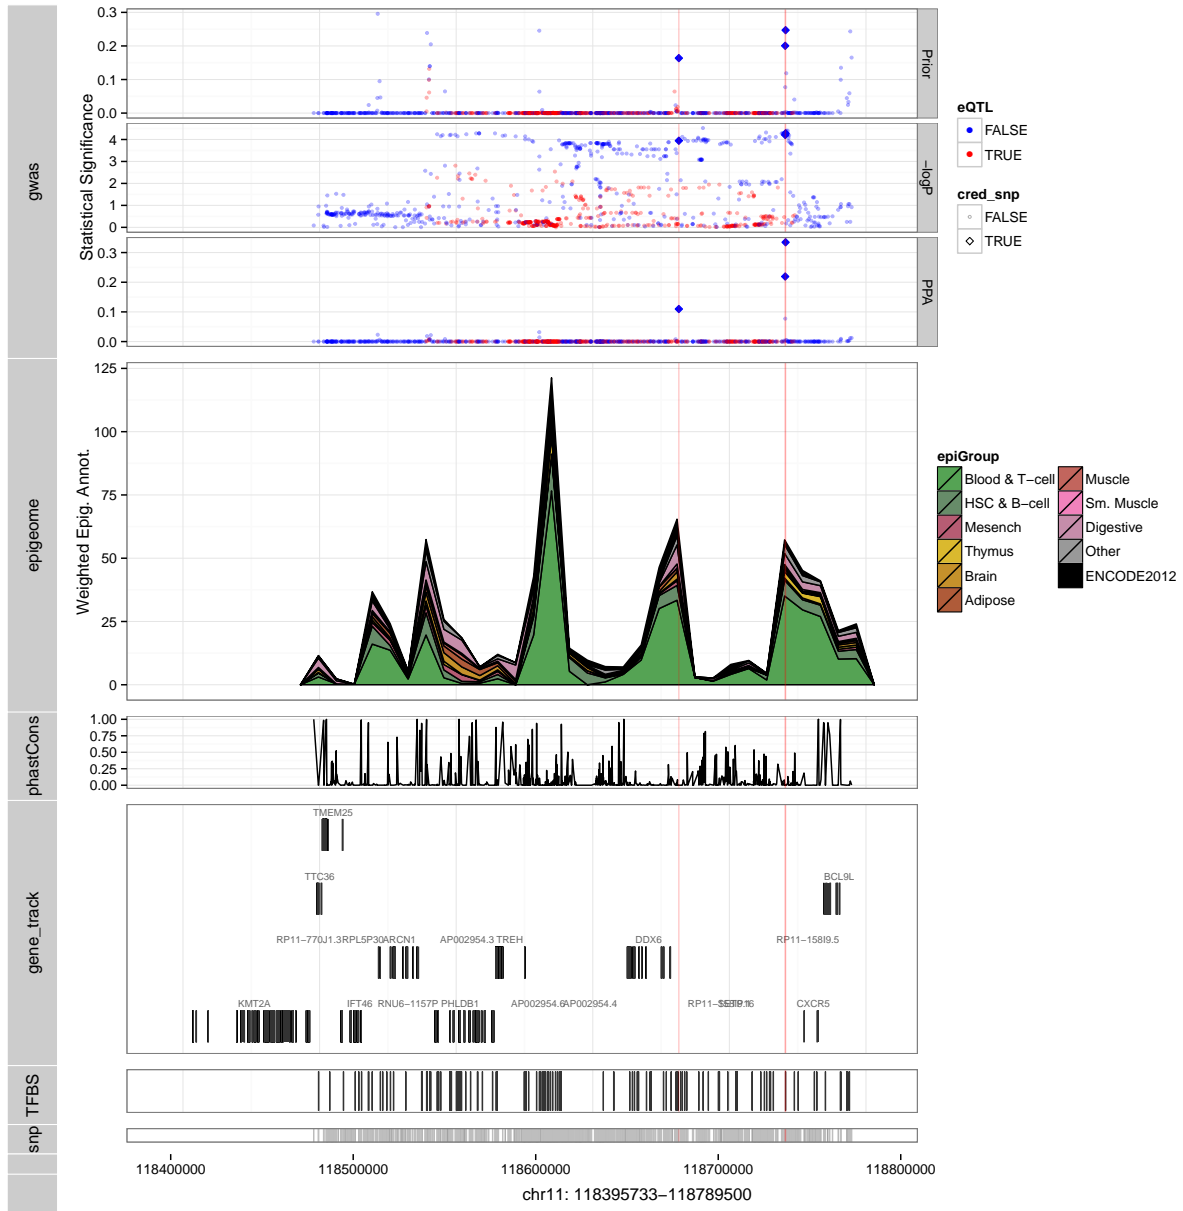 gwas
Statistical Significance
0.3
0.2
0.1
0.0
Prior
4
3
2
1
0
-logP
0.3
0.2
0.1
0.0
PPA
eQTL
FALSE
TRUE
cred_snp
FALSE
TRUE
epigeome
Weighted Epig. Annot.
125
100
75
50
25
0
epiGroup
Blood & T-cell
HSC & B-cell
Mesench
Thymus
Brain
Adipose
Muscle
Sm. Muscle
Digestive
Other
ENCODE2012
phastCons
1.00
0.75
0.50
0.25
0.00
gene_track
TMEM25
TTC36
BCL9L
RP11-770J1.3 RPL5P30 ARCN1 AP002954.3 TREH DDX6 RP11-158I9.5
KMT2A IFT46 RNU6-1157P PHLDB1 AP002954.6 AP002954.4 CXCR5
TFBS
snp
118400000 118500000 118600000 118700000 118800000
chr11: 118395733-118789500